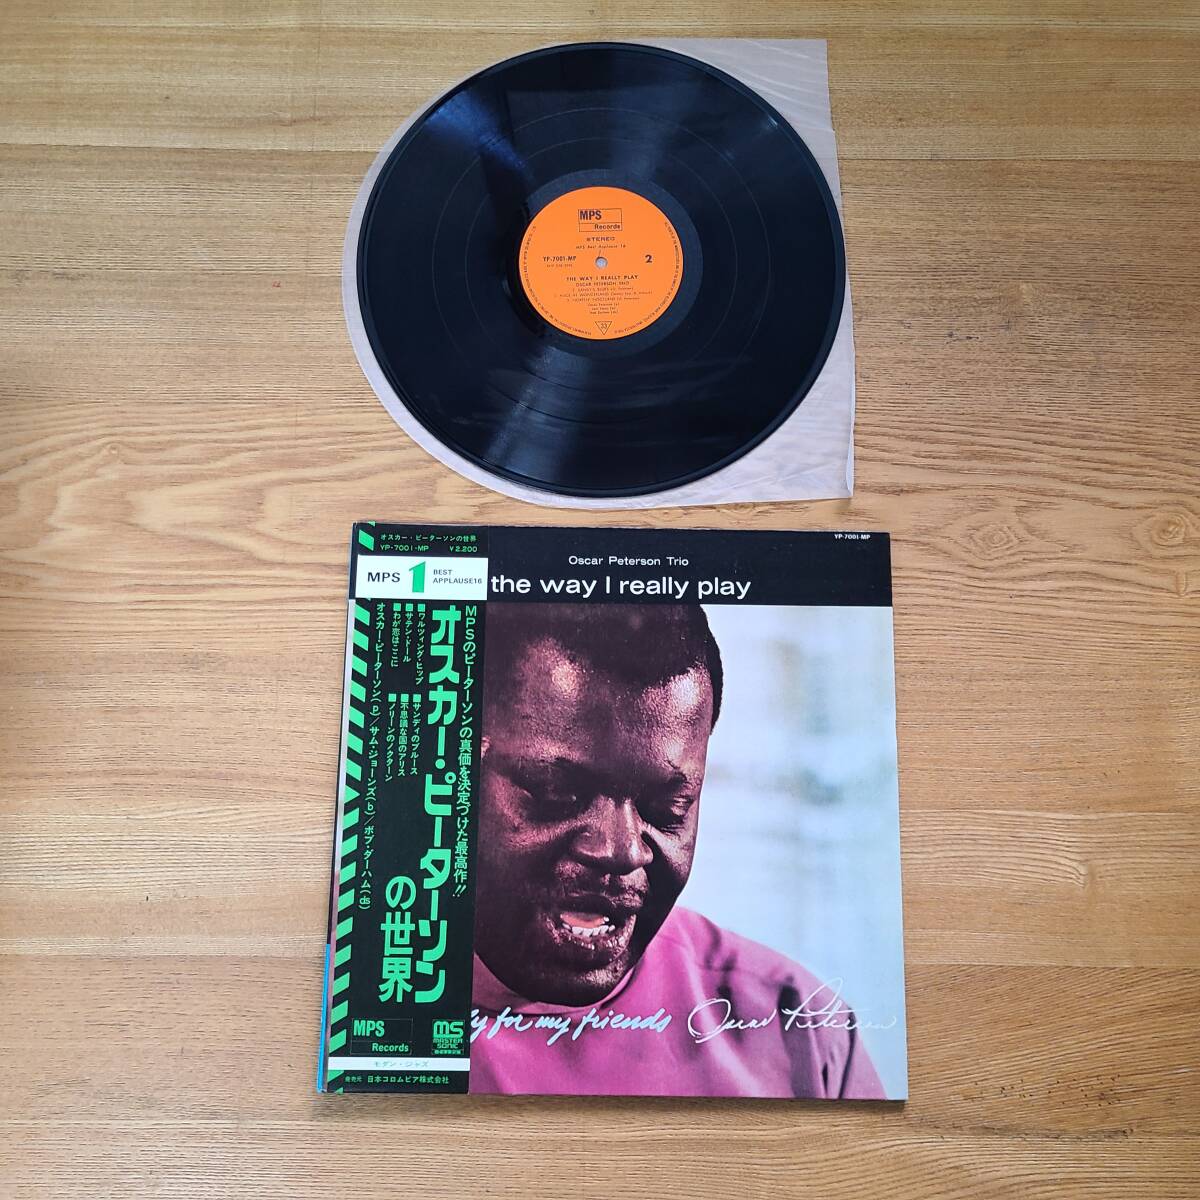 MPS
Records
STEREO
MPS Best Applause 16
YP-7001-MP
2
THE WAY I REALLY PLAY
OSCAR PETERSON TRIO
33
オスカー・ピーターソンの世界
YP-7001-MP ￥2,200
MPS 1 BEST
APPLAUSE16
YP-7001-MP
Oscar Peterson Trio
the way I really play
MPSのピーターソンの真価を決定づけた最高作!!
オスカー・ピーターソン
の世界
■ワルツィング・ヒップ
■サテン・ドール
■わが恋はここに
■サンディのブルース
■不思議な国のアリス
■ノリーンのノクターン
オスカー・ピーターソン(p)／サム・ジョーンズ(b)／ボブ・ダーハム(ds)
for my friends Oscar Peterson
MPS
Records
MS
MASTER
SONIC
モダン・ジャズ
発売元 日本コロムビア株式会社